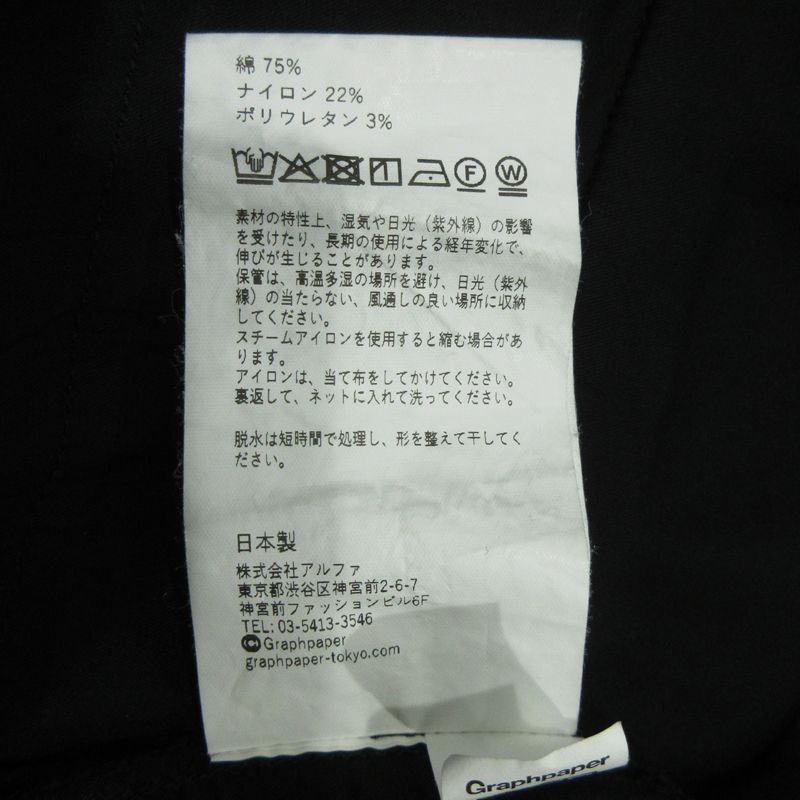 綿 75%
ナイロン 22%
ポリウレタン 3%
F
W
素材の特性上、湿気や日光（紫外線）の影響
を受けたり、長期の使用による経年変化で、
伸びが生じることがあります。
保管は、高温多湿の場所を避け、日光（紫外
線）の当たらない、風通しの良い場所に収納
してください。
スチームアイロンを使用すると縮む場合があ
ります。
アイロンは、当て布をしてかけてください。
裏返して、ネットに入れて洗ってください。
脱水は短時間で処理し、形を整えて干してく
ださい。
日本製
株式会社アルファ
東京都渋谷区神宮前2-6-7
神宮前ファッションビル6F
TEL: 03-5413-3546
Graphpaper
graphpaper-tokyo.com
Graphpaper